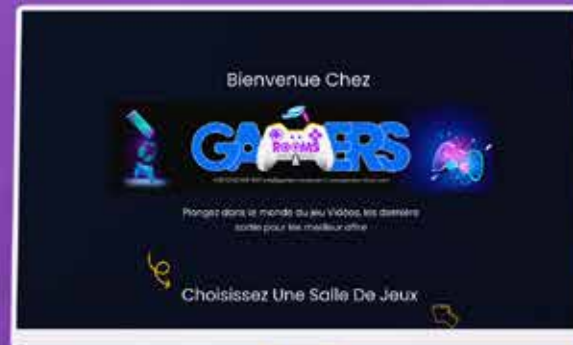 Bienvenue Chez
GAMERS
ROOMS
Plongez dans le monde du jeu Vidéos, les dernière
sortie pour les meilleur offre
Choisissez Une Salle De Jeux